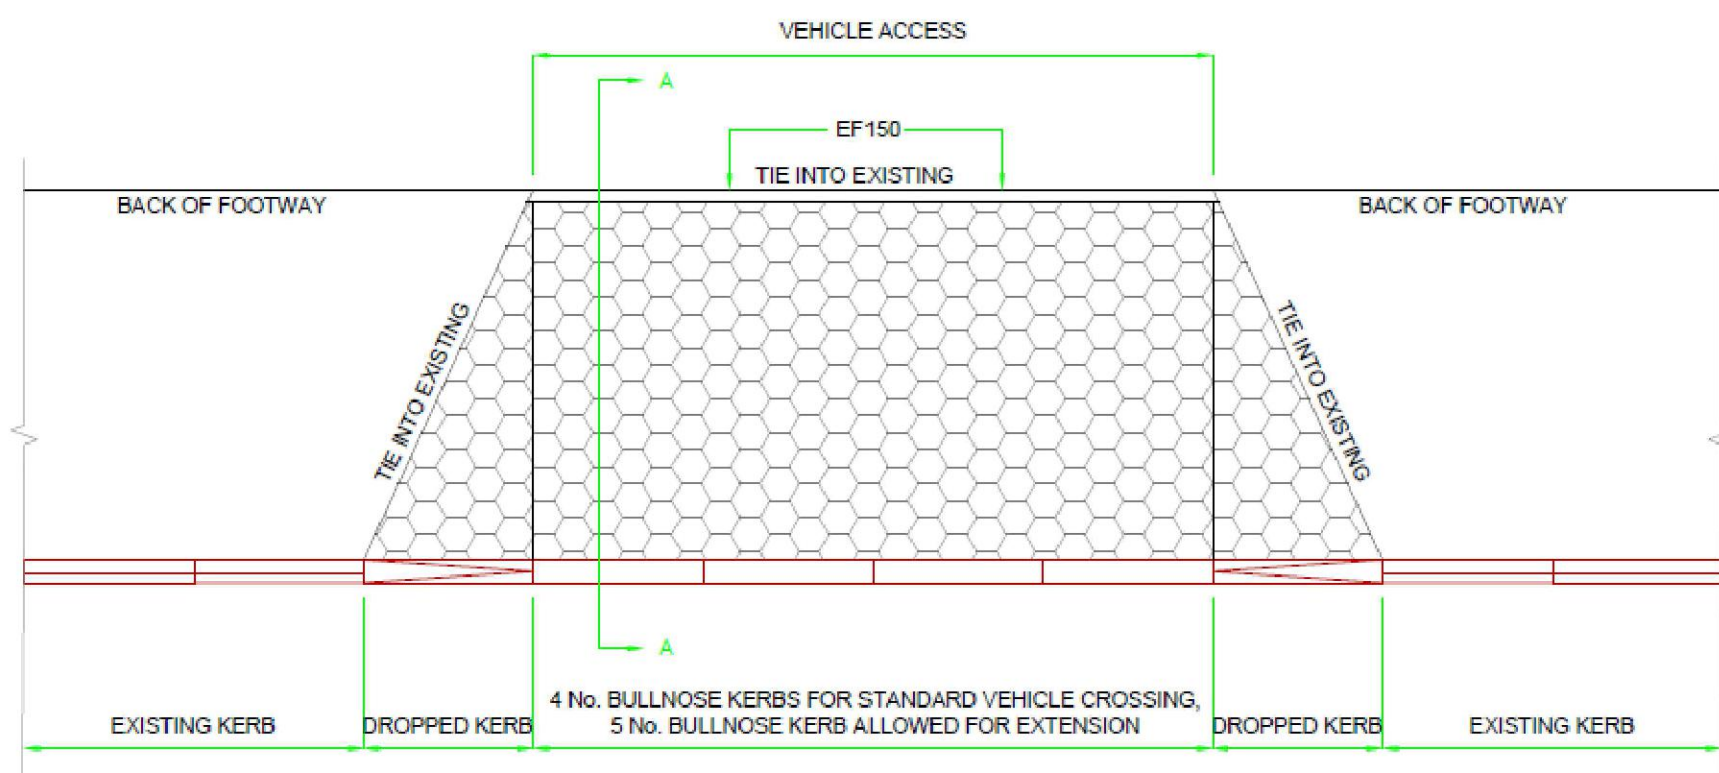 VEHICLE ACCESS
A
EF150
TIE INTO EXISTING
BACK OF FOOTWAY
BACK OF FOOTWAY
TIE INTO EXISTING
TIE INTO EXISTING
A
4 No. BULLNOSE KERBS FOR STANDARD VEHICLE CROSSING,
5 No. BULLNOSE KERB ALLOWED FOR EXTENSION
EXISTING KERB
DROPPED KERB
DROPPED KERB
EXISTING KERB